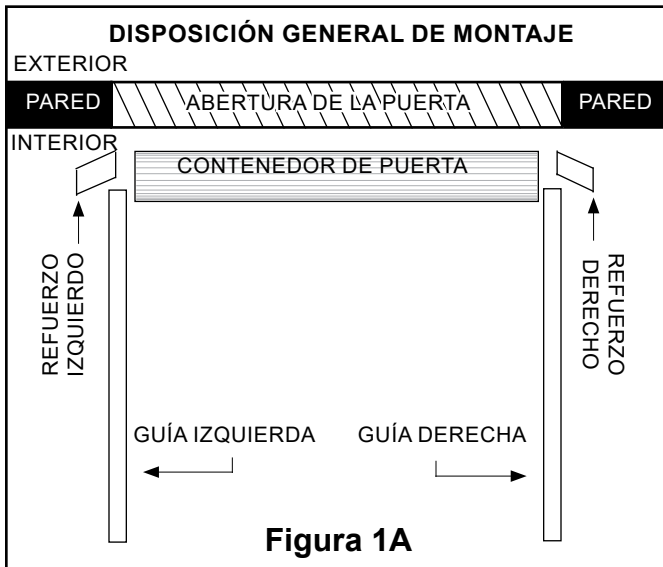 DISPOSICIÓN GENERAL DE MONTAJE
EXTERIOR
PARED
ABERTURA DE LA PUERTA
PARED
INTERIOR
CONTENEDOR DE PUERTA
REFUERZO
IZQUIERDO
REFUERZO
DERECHO
GUÍA IZQUIERDA
GUÍA DERECHA
Figura 1A